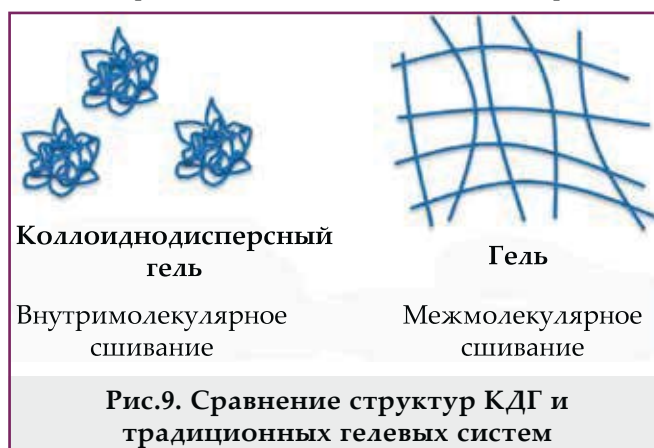 Коллоиднодисперсный
гель
Внутримолекулярное
сшивание
Гель
Межмолекулярное
сшивание
Рис.9. Сравнение структур КДГ и
традиционных гелевых систем